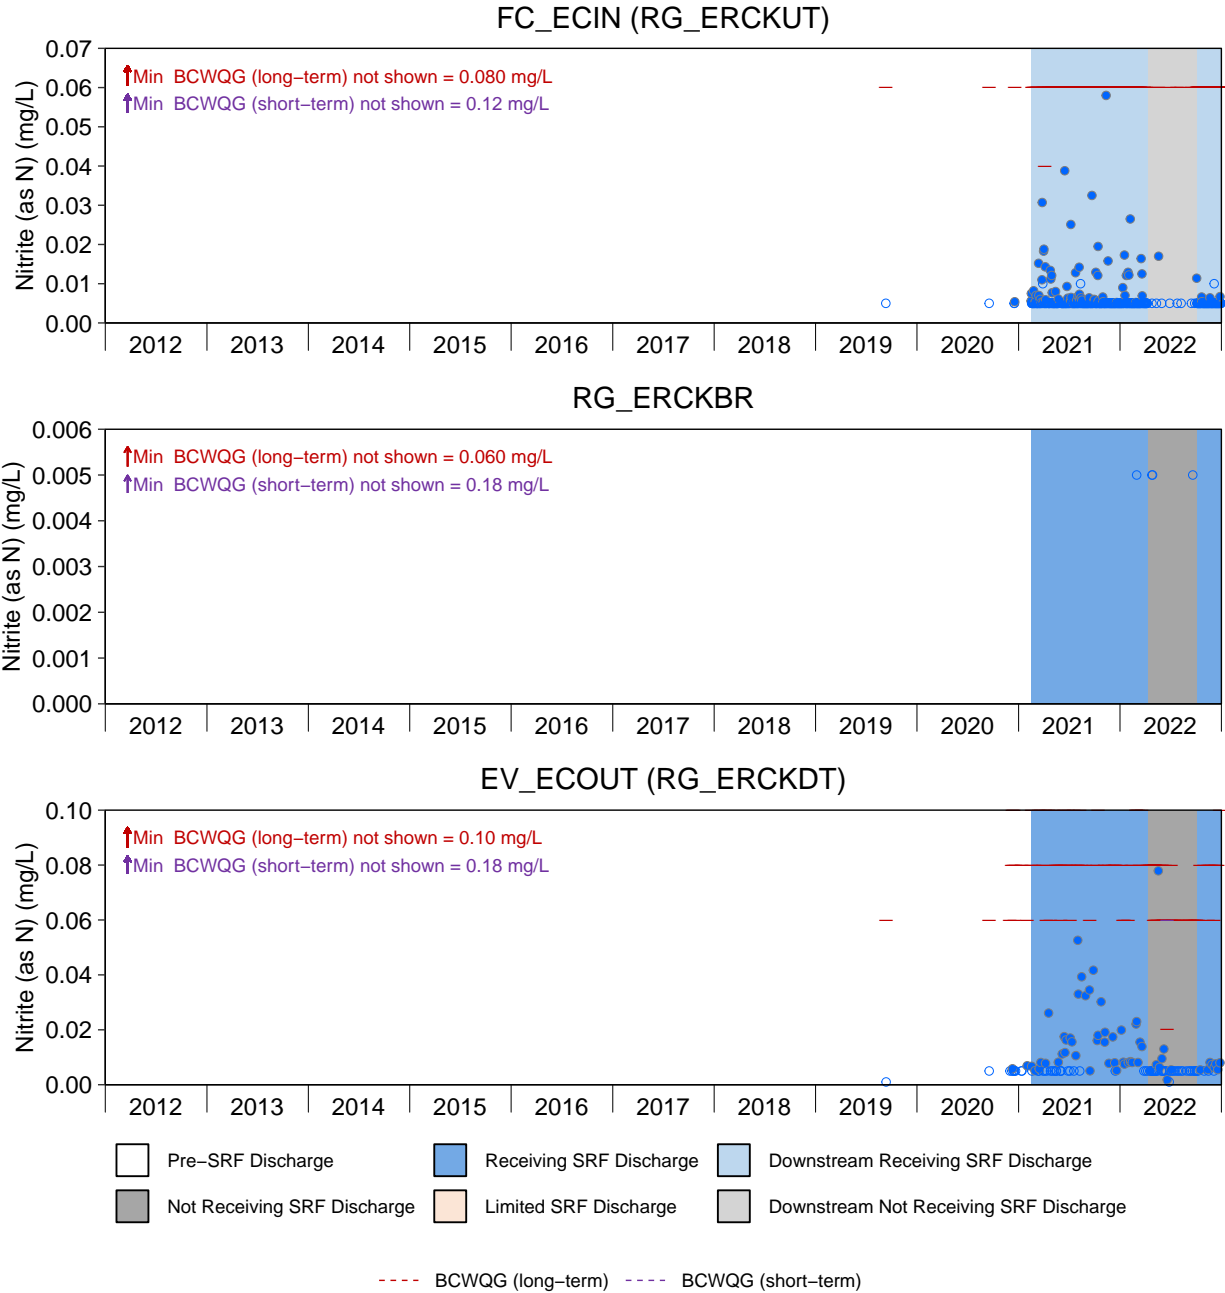 FC_ECIN (RG_ERCKUT)
Nitrite (as N) (mg/L)
0.07
0.06
0.05
0.04
0.03
0.02
0.01
0.00
Min BCWQG (long−term) not shown = 0.080 mg/L
Min BCWQG (short−term) not shown = 0.12 mg/L
2012 2013 2014 2015 2016 2017 2018 2019 2020 2021 2022
RG_ERCKBR
Nitrite (as N) (mg/L)
0.006
0.005
0.004
0.003
0.002
0.001
0.000
Min BCWQG (long−term) not shown = 0.060 mg/L
Min BCWQG (short−term) not shown = 0.18 mg/L
2012 2013 2014 2015 2016 2017 2018 2019 2020 2021 2022
EV_ECOUT (RG_ERCKDT)
Nitrite (as N) (mg/L)
0.10
0.08
0.06
0.04
0.02
0.00
Min BCWQG (long−term) not shown = 0.10 mg/L
Min BCWQG (short−term) not shown = 0.18 mg/L
2012 2013 2014 2015 2016 2017 2018 2019 2020 2021 2022
Pre−SRF Discharge Receiving SRF Discharge Downstream Receiving SRF Discharge
Not Receiving SRF Discharge Limited SRF Discharge Downstream Not Receiving SRF Discharge
BCWQG (long−term) BCWQG (short−term)